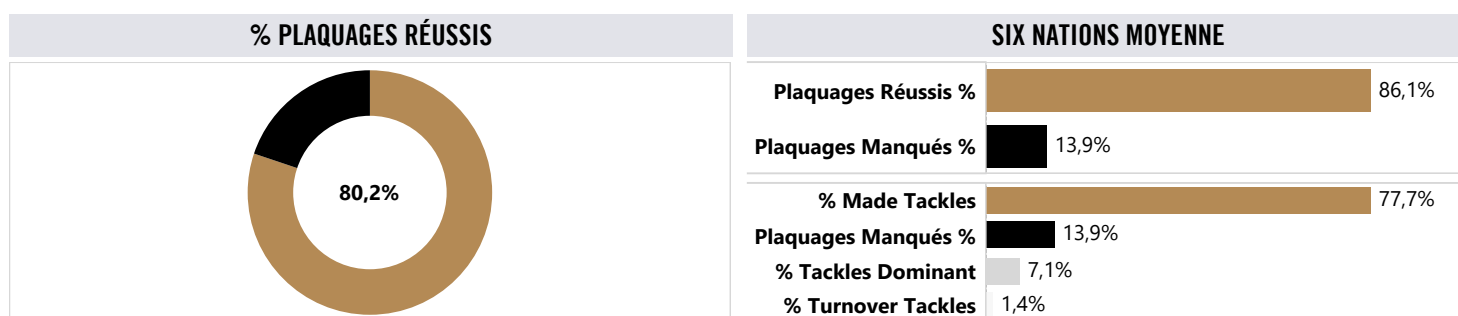 % PLAQUAGES RÉUSSIS
80,2%
SIX NATIONS MOYENNE
Plaquages Réussis % 86,1%
Plaquages Manqués % 13,9%
% Made Tackles 77,7%
Plaquages Manqués % 13,9%
% Tackles Dominant 7,1%
% Turnover Tackles 1,4%